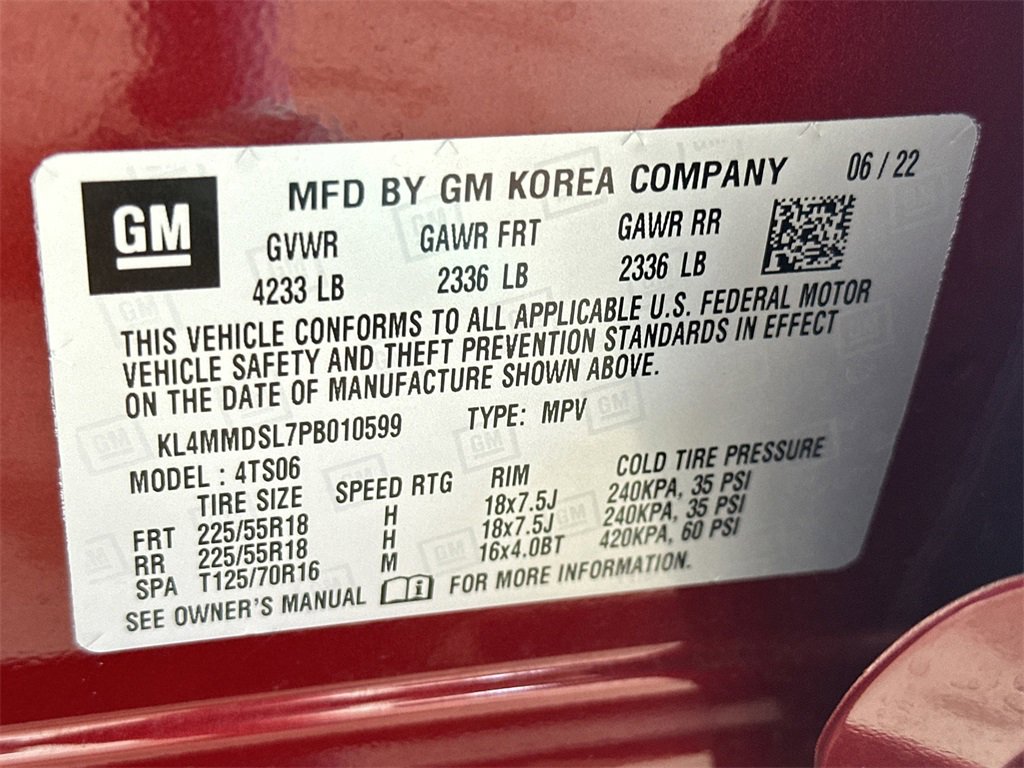 GM
MFD BY GM KOREA COMPANY 06 / 22
GVWR GAWR FRT GAWR RR
4233 LB 2336 LB 2336 LB
THIS VEHICLE CONFORMS TO ALL APPLICABLE U.S. FEDERAL MOTOR
VEHICLE SAFETY AND THEFT PREVENTION STANDARDS IN EFFECT
ON THE DATE OF MANUFACTURE SHOWN ABOVE.
KL4MMDSL7PB010599 TYPE: MPV
MODEL : 4TS06
TIRE SIZE SPEED RTG RIM COLD TIRE PRESSURE
FRT 225/55R18 H 18x7.5J 240KPA, 35 PSI
RR 225/55R18 H 18x7.5J 240KPA, 35 PSI
SPA T125/70R16 M 16x4.0BT 420KPA, 60 PSI
SEE OWNER'S MANUAL i FOR MORE INFORMATION.